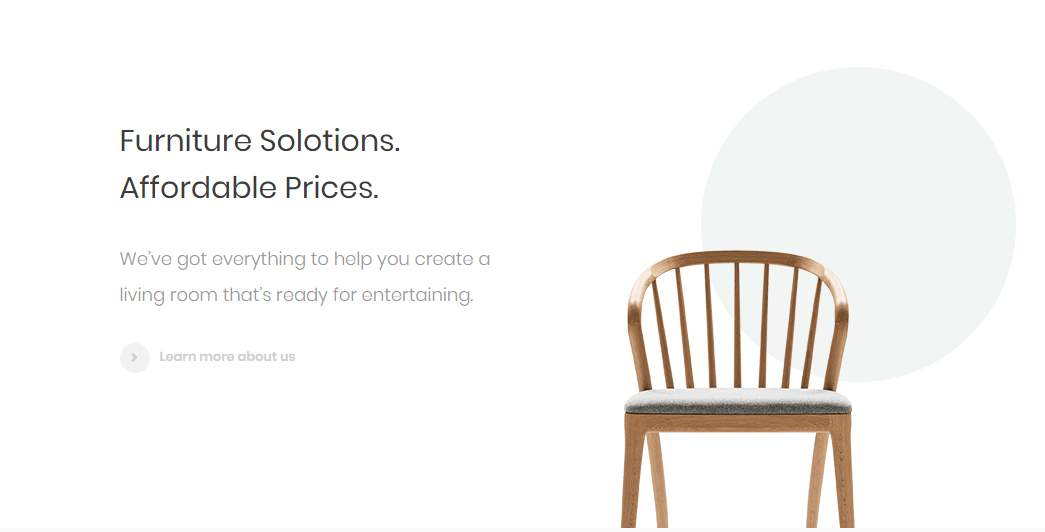 Furniture Solotions.
Affordable Prices.
We've got everything to help you create a
living room that's ready for entertaining.
Learn more about us